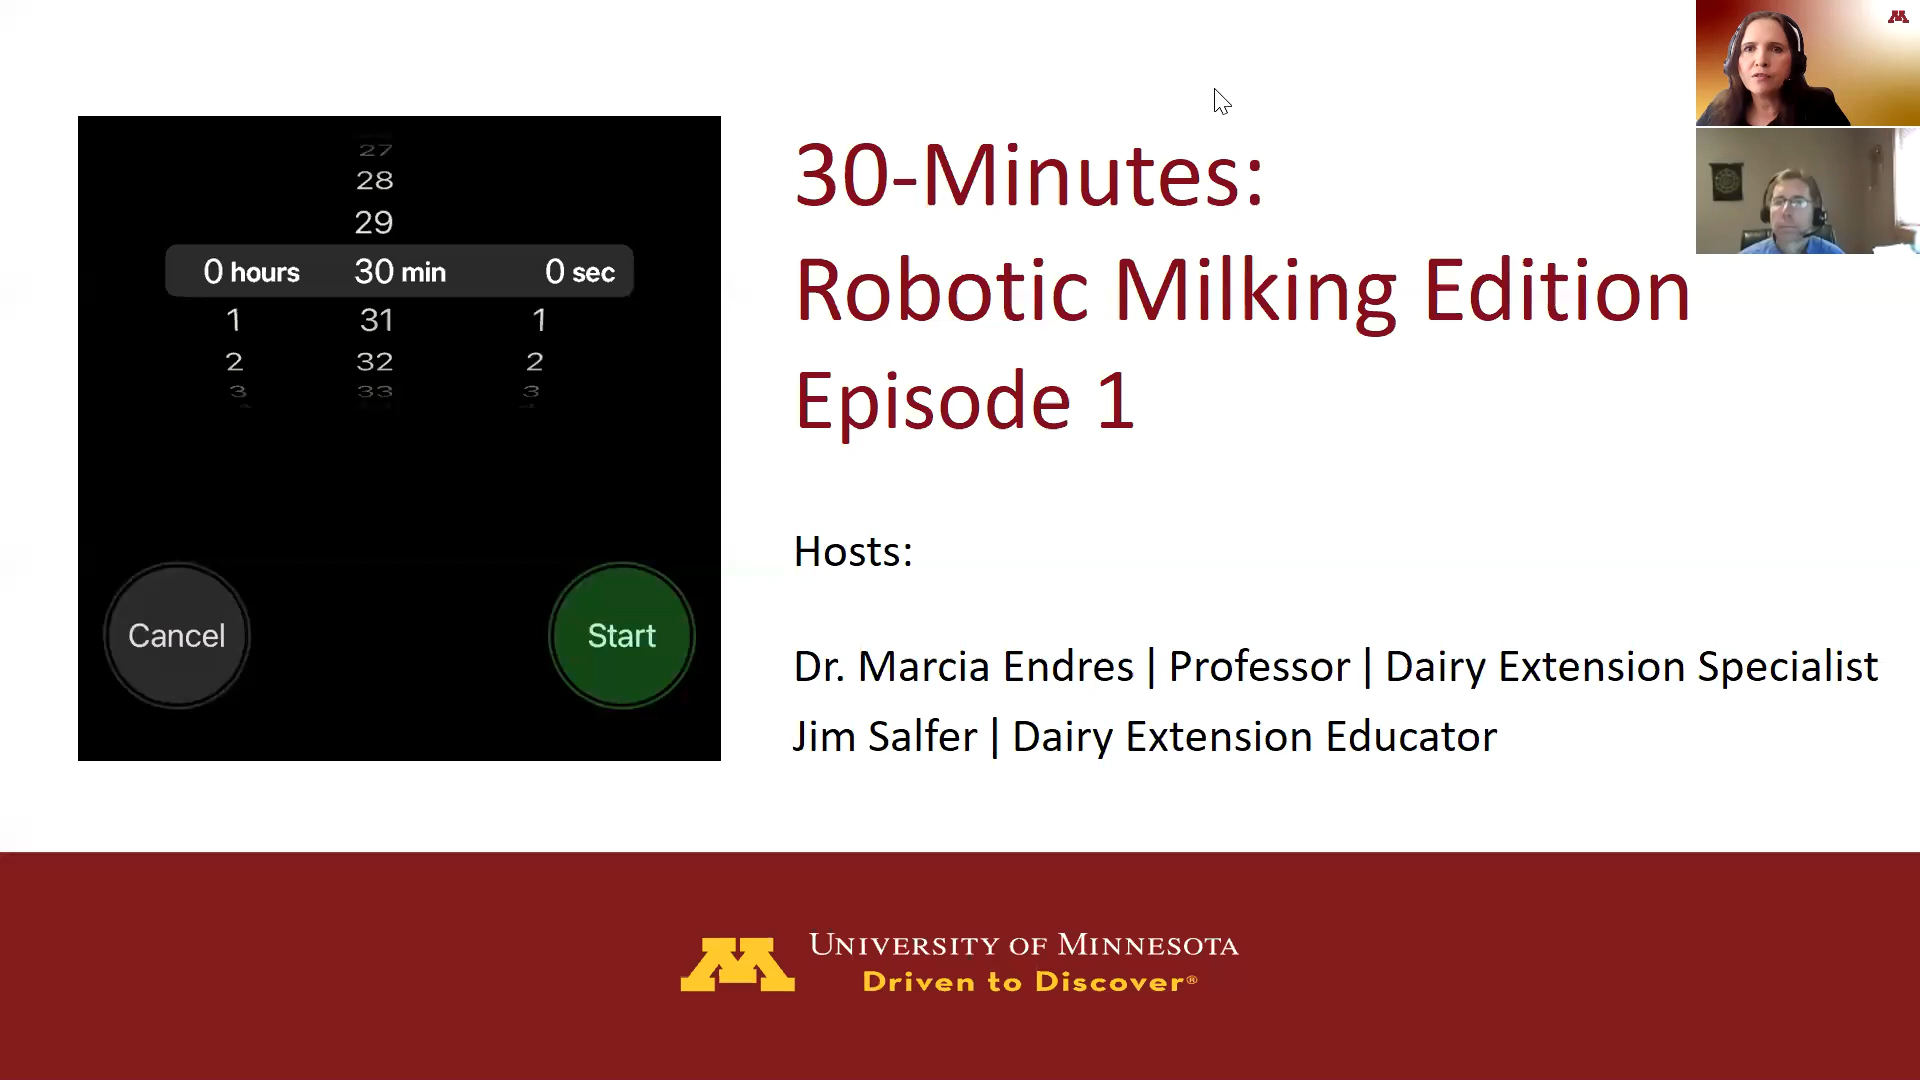 27
28
29
0 hours 30 min 0 sec
1 31 1
2 32 2
3 33 3
Cancel Start
30-Minutes:
Robotic Milking Edition
Episode 1
Hosts:
Dr. Marcia Endres | Professor | Dairy Extension Specialist
Jim Salfer | Dairy Extension Educator
M
M
UNIVERSITY OF MINNESOTA
Driven to Discover®